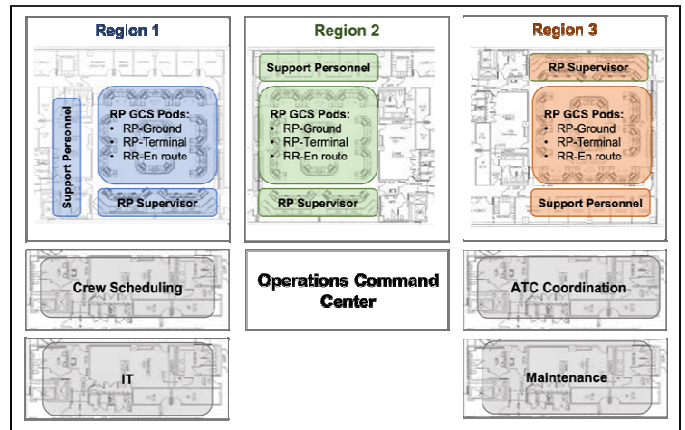 Region 1
Support Personnel
RP GCS Pods:
• RP-Ground
• RP-Terminal
• RR-En route
RP Supervisor
Region 2
Support Personnel
RP GCS Pods:
• RP-Ground
• RP-Terminal
• RR-En route
RP Supervisor
Region 3
RP Supervisor
RP GCS Pods:
• RP-Ground
• RP-Terminal
• RR-En route
Support Personnel
Crew Scheduling
Operations Command
Center
ATC Coordination
IT
Maintenance